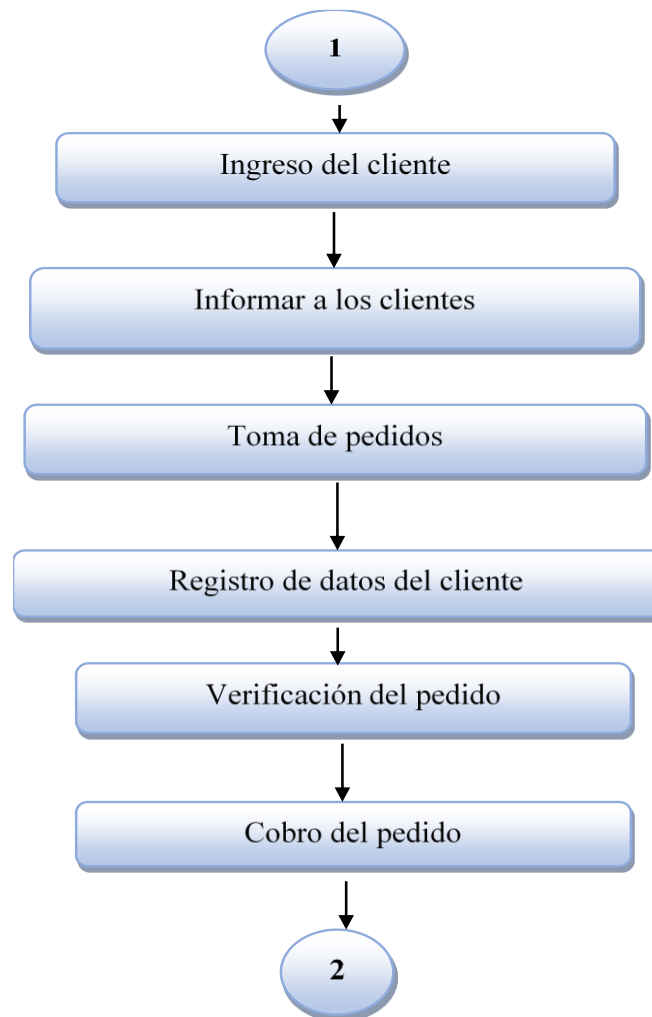 1
Ingreso del cliente
Informar a los clientes
Toma de pedidos
Registro de datos del cliente
Verificación del pedido
Cobro del pedido
2